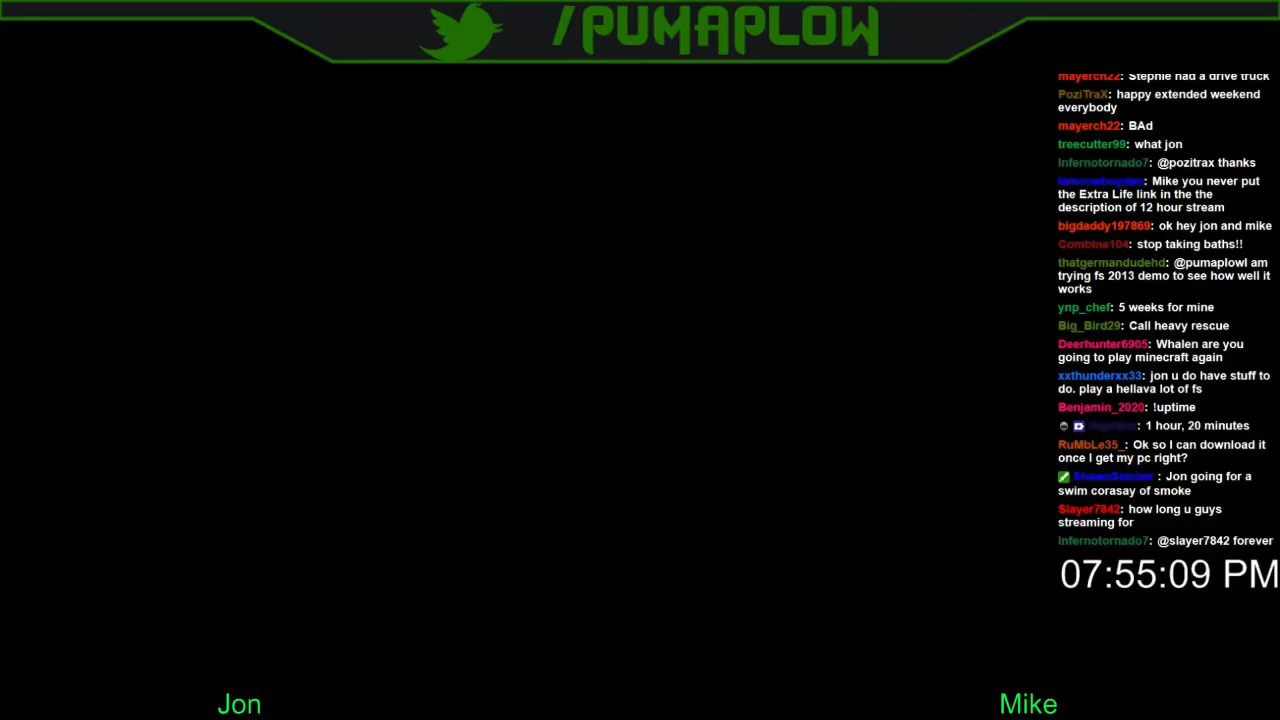 /PUMAPLOW
mayerch22: Stephie had a drive truck
PoziTraX: happy extended weekend
everybody
mayerch22: BAd
treecutter99: what jon
Infernotornado7: @pozitrax thanks
: Mike you never put
the Extra Life link in the the
description of 12 hour stream
bigdaddy197869: ok hey jon and mike
Combine104: stop taking baths!!
thatgermandudehd: @pumaplowI am
trying fs 2013 demo to see how well it
works
ynp_chef: 5 weeks for mine
Big_Bird29: Call heavy rescue
Deerhunter6905: Whalen are you
going to play minecraft again
xxthunderxx33: jon u do have stuff to
do. play a hellava lot of fs
Benjamin_2020: !uptime
: 1 hour, 20 minutes
RuMbLe35_: Ok so I can download it
once I get my pc right?
: Jon going for a
swim corasay of smoke
Slayer7842: how long u guys
streaming for
Infernotornado7: @slayer7842 forever
07:55:09 PM
Jon
Mike